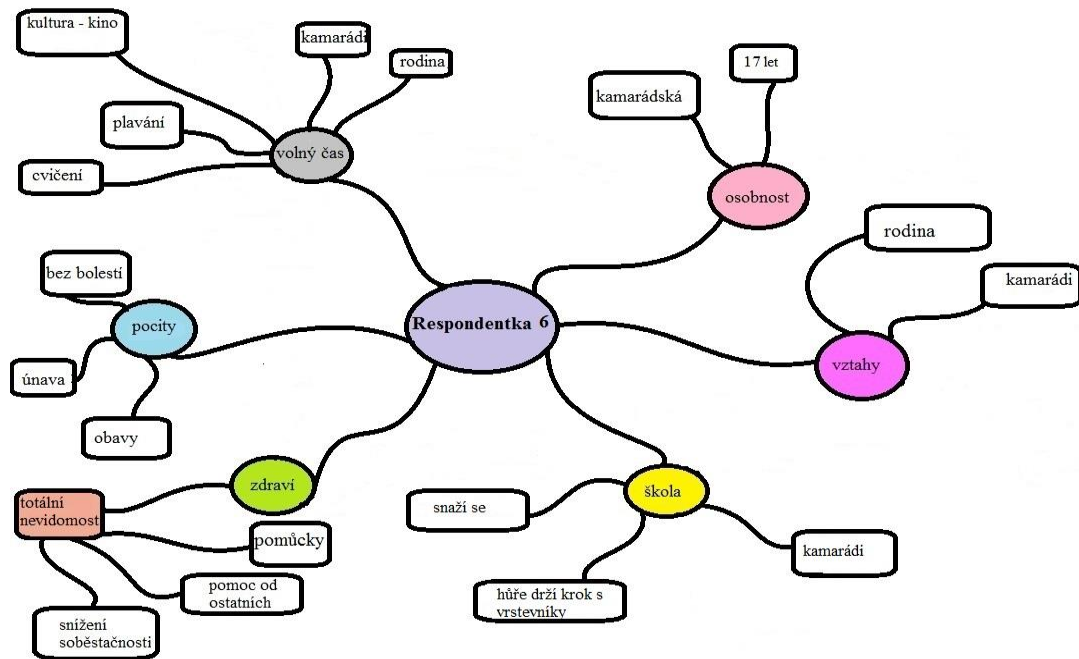 kultura - kino
kamarádi
rodina
plavání
volný čas
cvičení
17 let
kamarádská
osobnost
rodina
kamarádi
vztahy
bez bolestí
pocity
únava
obavy
Respondentka 6
zdraví
totální
nevidomost
pomůcky
pomoc od
ostatních
snížení
soběstačnosti
škola
snaží se
kamarádi
hůře drží krok s
vrstevníky